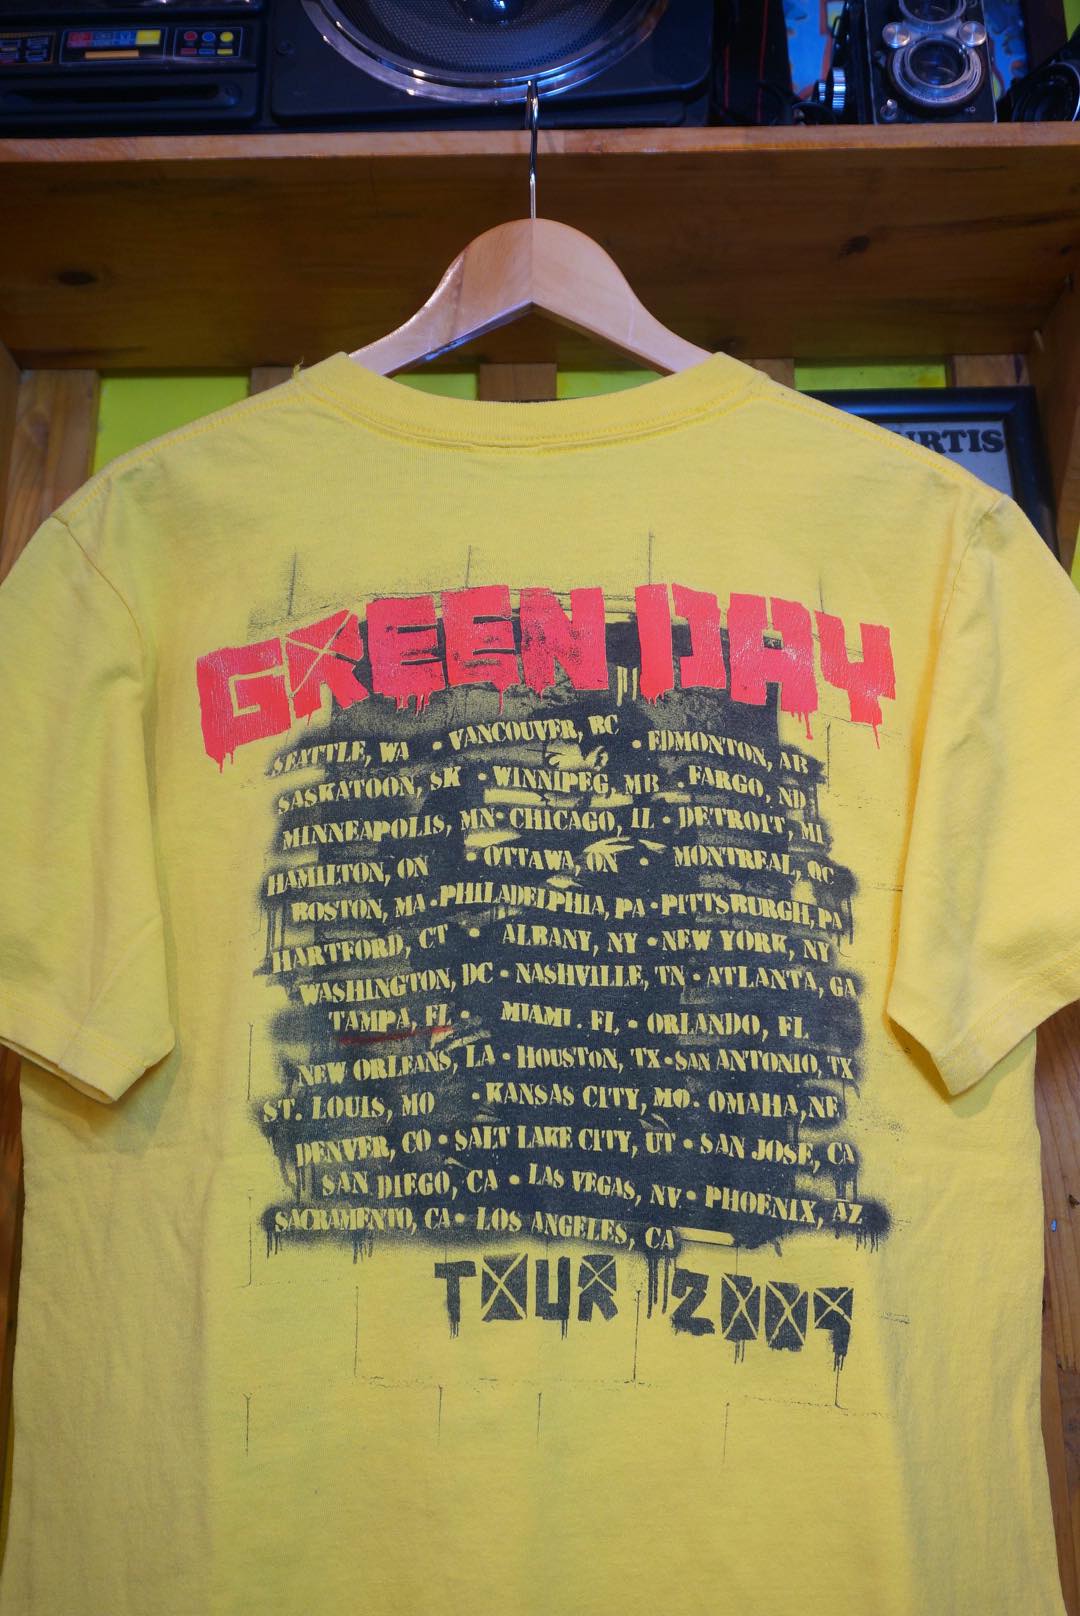 URTIS
GREEN DAY
SEATTLE, WA • VANCOUVER, BC • EDMONTON, AB
SASKATOON, SK • WINNIPEG, MB • FARGO, ND
MINNEAPOLIS, MN • CHICAGO, IL • DETROIT, MI
HAMILTON, ON • OTTAWA, ON • MONTREAL, QC
BOSTON, MA • PHILADELPHIA, PA • PITTSBURGH, PA
HARTFORD, CT • ALBANY, NY • NEW YORK, NY
WASHINGTON, DC • NASHVILLE, TN • ATLANTA, GA
TAMPA, FL • MIAMI. FL, • ORLANDO, FL
NEW ORLEANS, LA • HOUSTON, TX • SAN ANTONIO, TX
ST. LOUIS, MO • KANSAS CITY, MO. OMAHA, NE
DENVER, CO • SALT LAKE CITY, UT • SAN JOSE, CA
SAN DIEGO, CA • LAS VEGAS, NV • PHOENIX, AZ
SACRAMENTO, CA • LOS ANGELES, CA
TOUR 2009